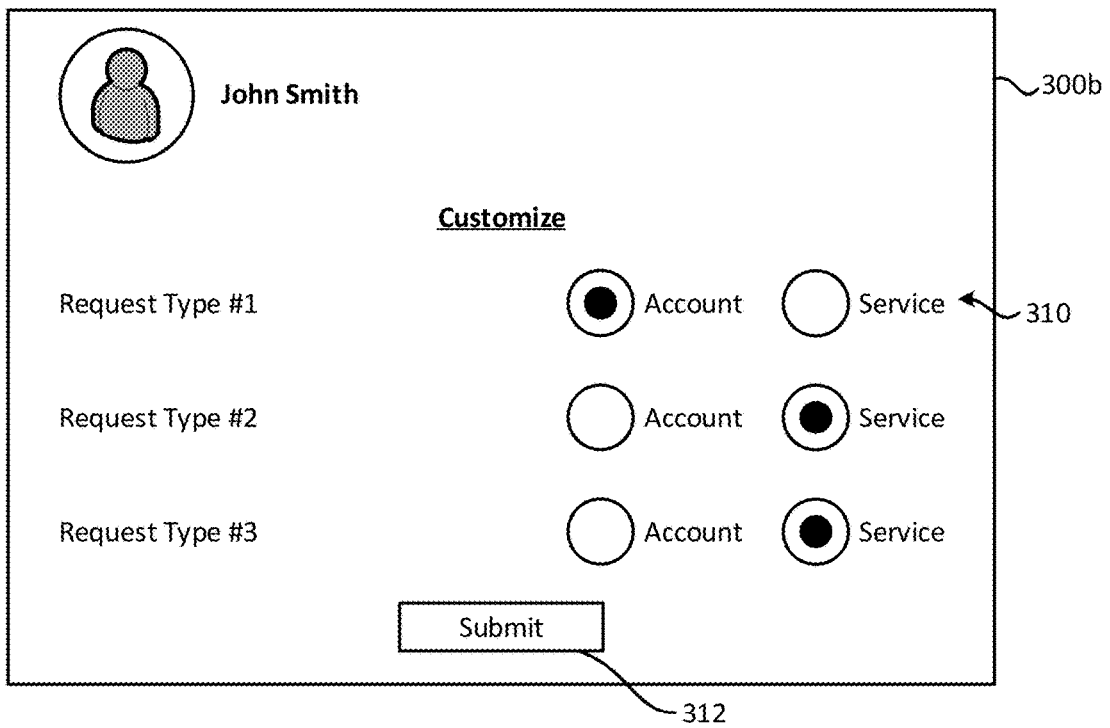 John Smith
300b
Customize
Request Type #1 Account Service
310
Request Type #2 Account Service
Request Type #3 Account Service
Submit
312